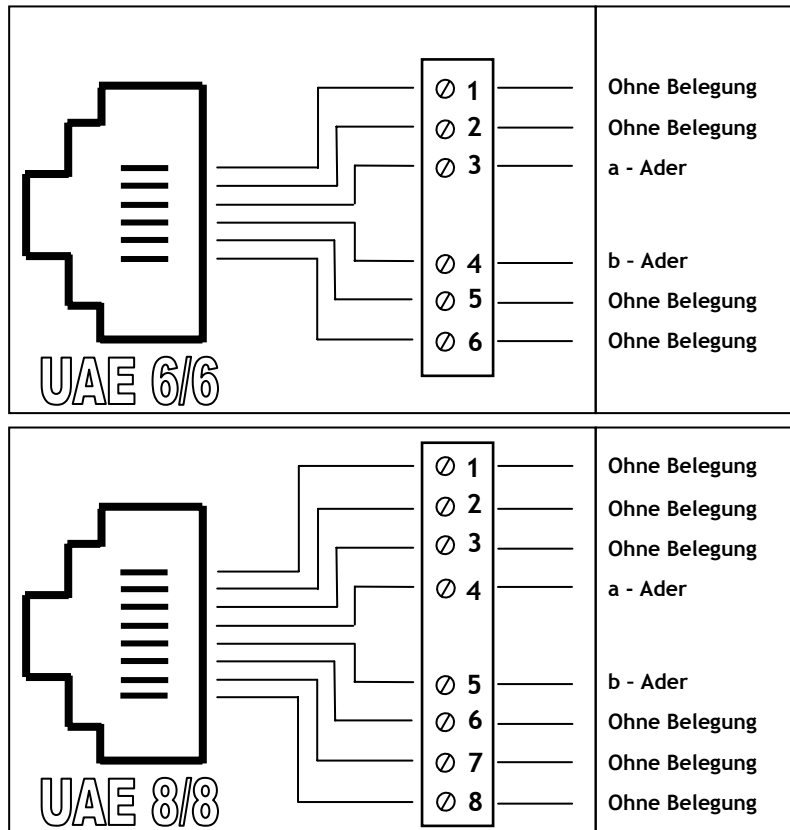 1 Ohne Belegung
2 Ohne Belegung
3 a - Ader
4 b - Ader
5 Ohne Belegung
6 Ohne Belegung
UAE 6/6
1 Ohne Belegung
2 Ohne Belegung
3 Ohne Belegung
4 a - Ader
5 b - Ader
6 Ohne Belegung
7 Ohne Belegung
8 Ohne Belegung
UAE 8/8